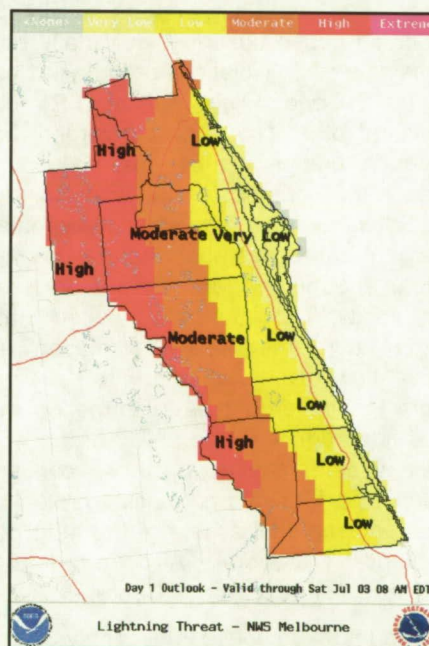 <None> Very Low Low Moderate High Extreme
High
Low
Moderate Very Low
High
Low
Moderate
Low
High
Low
Low
Day 1 Outlook - Valid through Sat Jul 03 08 AM EDT
Lightning Threat - NWS Melbourne